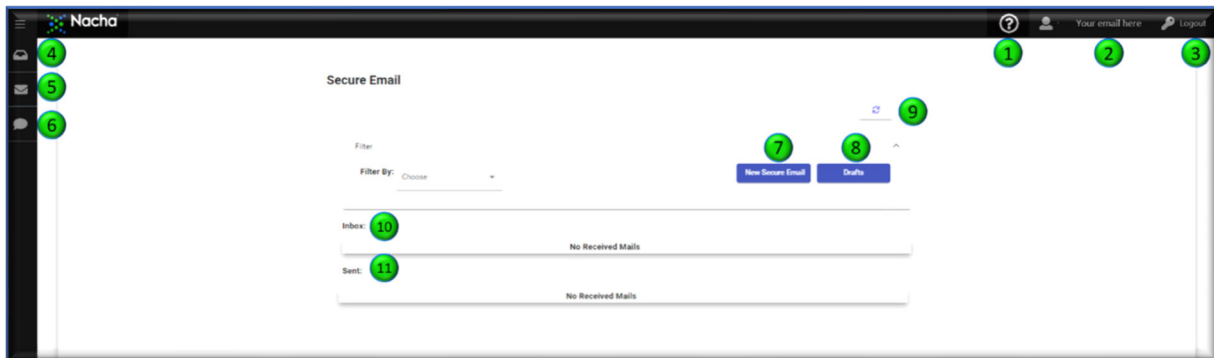 Nacha
? Your email here Logout
1 2 3
4
5
6
Secure Email
9
Filter
7 8
Filter By: Choose New Secure Email Drafts
Inbox: 10
No Received Mails
Sent: 11
No Received Mails